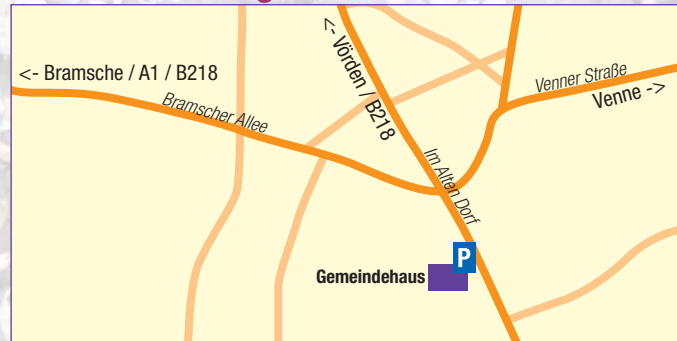 <- Bramsche / A1 / B218
Bramscher Allee
<- Vörden / B218
Venner Straße
Venne ->
Im Alten Dorf
P
Gemeindehaus